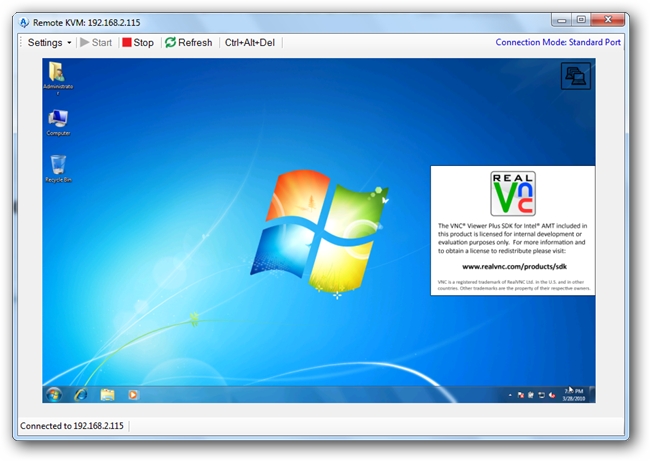 Remote KVM: 192.168.2.115
Settings Start Stop Refresh Ctrl+Alt+Del Connection Mode: Standard Port
Administrato
r
Computer
Recycle Bin
REAL
Vnc
The VNC® Viewer Plus SDK for Intel® AMT included in
this product is licensed for internal development or
evaluation purposes only. For more information and
to obtain a license to redistribute please visit:
www.realvnc.com/products/sdk
VNC is a registered trademark of RealVNC Ltd. in the U.S. and in other
countries. Other trademarks are the property of their respective owners.
PM
3/28/2010
Connected to 192.168.2.115